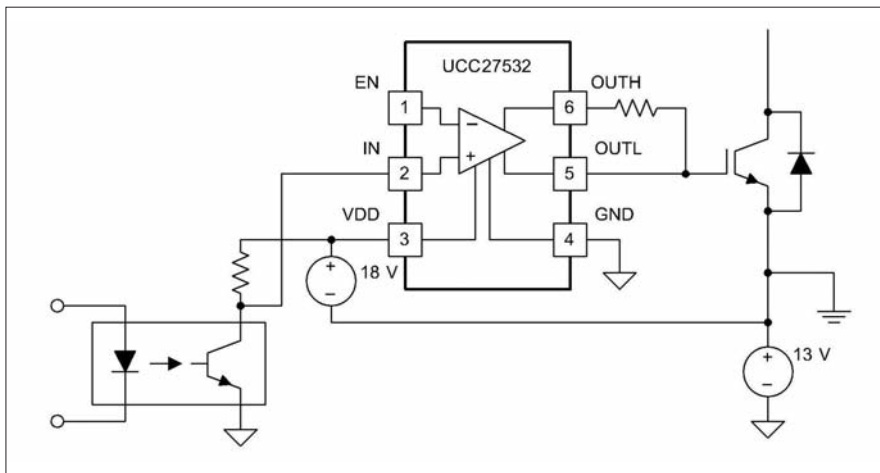 UCC27532
EN
OUTH
1
6
−
IN
+
OUTL
2
5
VDD
GND
3
4
+
18 V
−
+
13 V
−